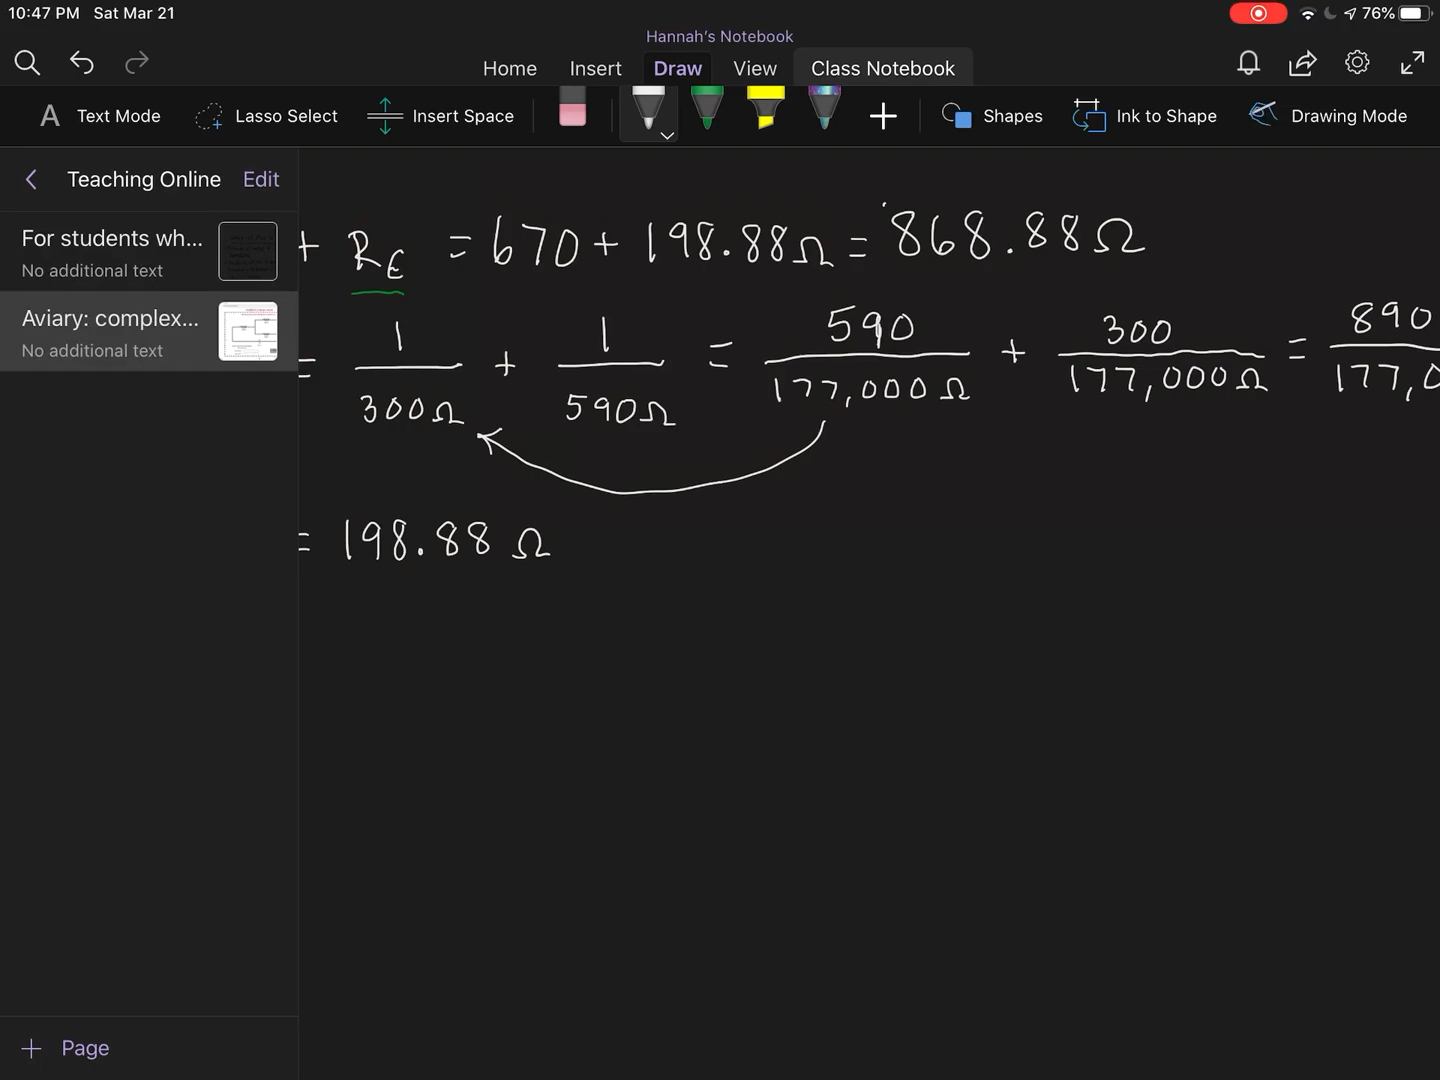 10:47 PM Sat Mar 21
76%
Hannah's Notebook
Home Insert Draw View Class Notebook
A Text Mode Lasso Select Insert Space Shapes Ink to Shape Drawing Mode
Teaching Online Edit
For students wh...
No additional text
Aviary: complex...
No additional text
+ R_E = 670 + 198.88Ω = 868.88Ω
= 1/300Ω + 1/590Ω = 590/177,000Ω + 300/177,000Ω = 890/177,0
= 198.88 Ω
+ Page